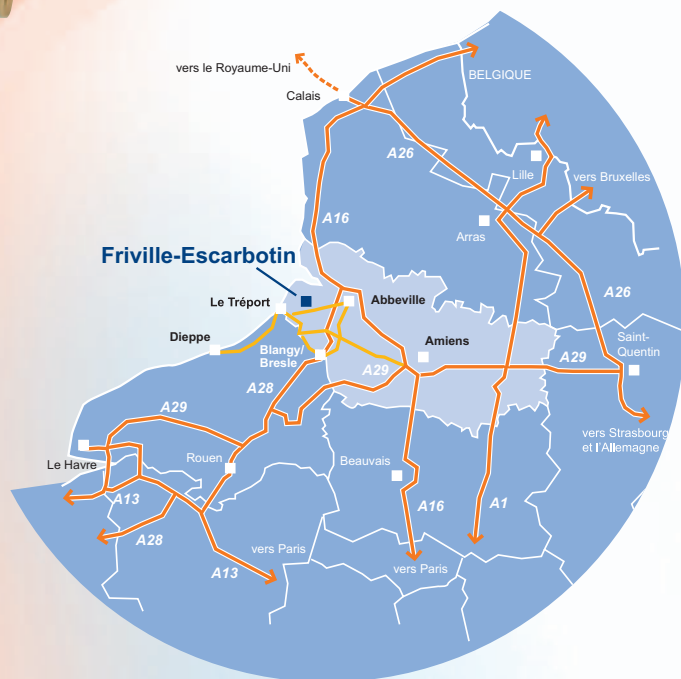 vers le Royaume-Uni
BELGIQUE
Calais
A26
Lille
vers Bruxelles
A16
Arras
Friville-Escarbotin
A26
Le Tréport
Abbeville
Dieppe
Amiens
Saint-
Quentin
Blangy/
Bresle
A29
A29
A28
A29
vers Strasbourg
et l'Allemagne
Le Havre
Rouen
Beauvais
A13
A16
A1
A28
vers Paris
A13
vers Paris